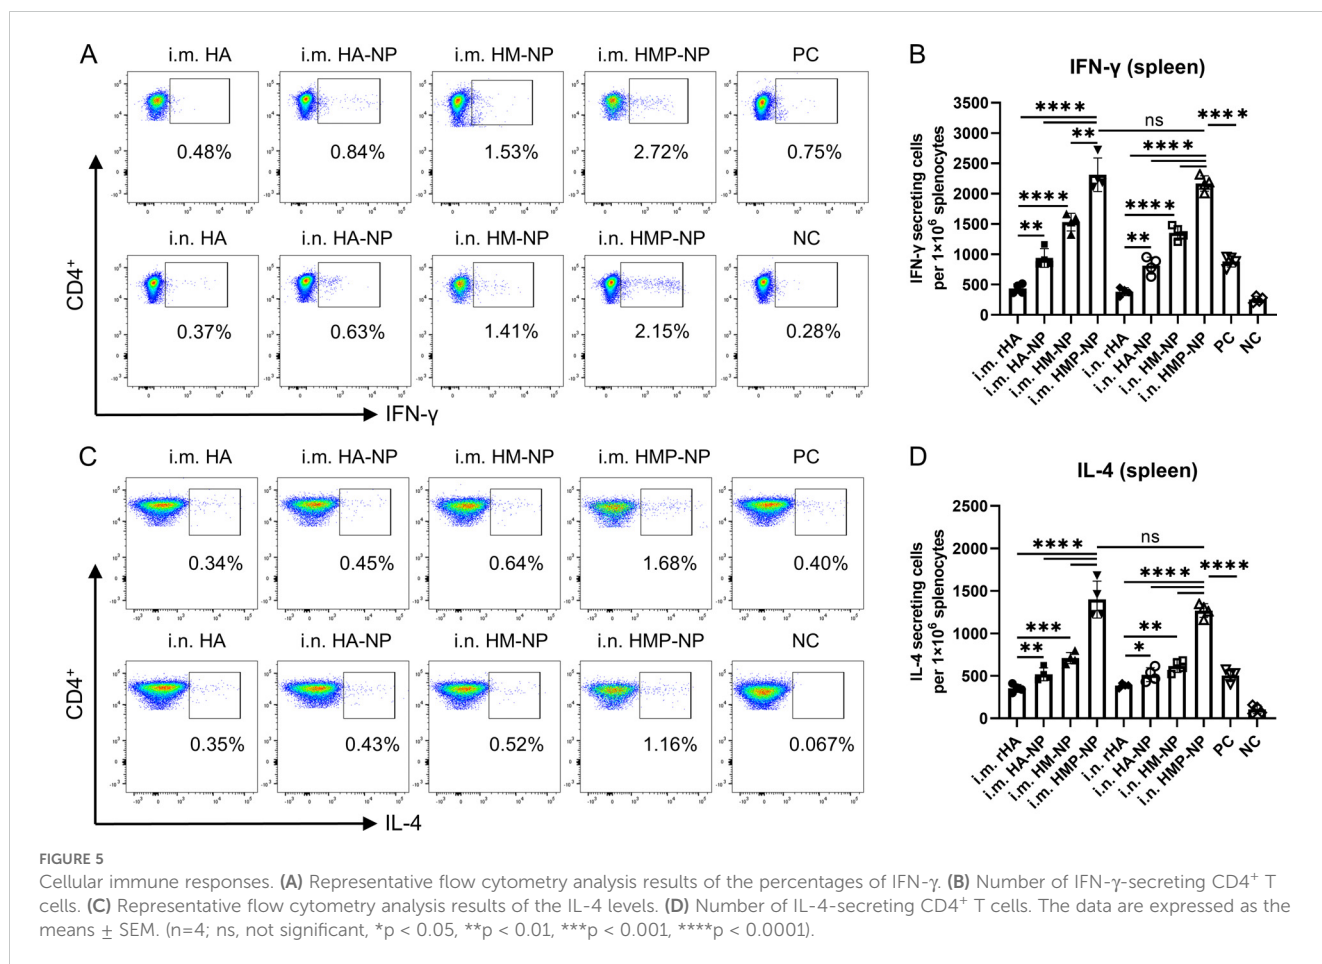 A
i.m. HA
i.m. HA-NP
i.m. HM-NP
i.m. HMP-NP
PC
0.48%
0.84%
1.53%
2.72%
0.75%
i.n. HA
i.n. HA-NP
i.n. HM-NP
i.n. HMP-NP
NC
0.37%
0.63%
1.41%
2.15%
0.28%
CD4⁺
IFN-γ
B
IFN-γ (spleen)
IFN-γ secreting cells
per 1×10⁶ splenocytes
3500
3000
2500
2000
1500
1000
500
0
**** ** **** ** ns **** **** ** ****
i.m. rHA
i.m. HA-NP
i.m. HM-NP
i.m. HMP-NP
i.n. rHA
i.n. HA-NP
i.n. HM-NP
i.n. HMP-NP
PC
NC
C
i.m. HA
i.m. HA-NP
i.m. HM-NP
i.m. HMP-NP
PC
0.34%
0.45%
0.64%
1.68%
0.40%
i.n. HA
i.n. HA-NP
i.n. HM-NP
i.n. HMP-NP
NC
0.35%
0.43%
0.52%
1.16%
0.067%
CD4⁺
IL-4
D
IL-4 (spleen)
IL-4 secreting cells
per 1×10⁶ splenocytes
2500
2000
1500
1000
500
0
**** *** ** ns **** ** * ****
i.m. rHA
i.m. HA-NP
i.m. HM-NP
i.m. HMP-NP
i.n. rHA
i.n. HA-NP
i.n. HM-NP
i.n. HMP-NP
PC
NC
FIGURE 5
Cellular immune responses. (A) Representative flow cytometry analysis results of the percentages of IFN-γ. (B) Number of IFN-γ-secreting CD4⁺ T
cells. (C) Representative flow cytometry analysis results of the IL-4 levels. (D) Number of IL-4-secreting CD4⁺ T cells. The data are expressed as the
means ± SEM. (n=4; ns, not significant, *p < 0.05, **p < 0.01, ***p < 0.001, ****p < 0.0001).